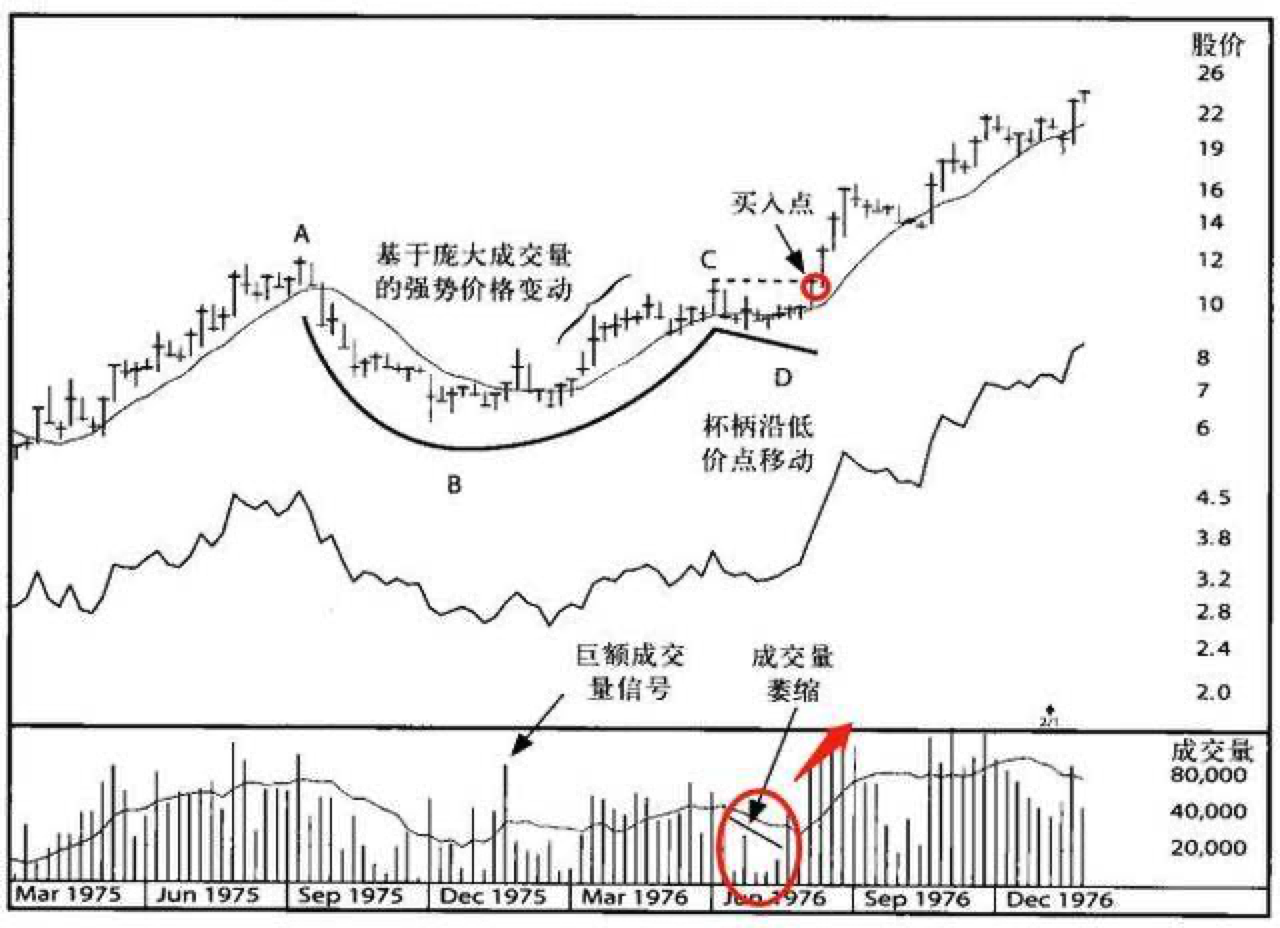 股价
26
22
19
16
14
12
10
8
7
6
4.5
3.8
3.2
2.8
2.4
2.0
买入点
A
基于庞大成交量
的强势价格变动
C
D
杯柄沿低
价点移动
B
巨额成交
量信号
成交量
萎缩
2/1
成交量
80,000
40,000
20,000
Mar 1975
Jun 1975
Sep 1975
Dec 1975
Mar 1976
Jun 1976
Sep 1976
Dec 1976